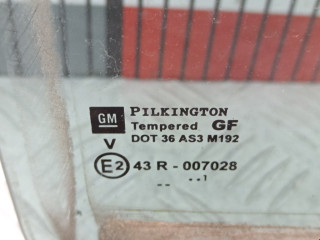 GM PILKINGTON
Tempered GF
V DOT 36 AS3 M192
E2 43 R - 007028